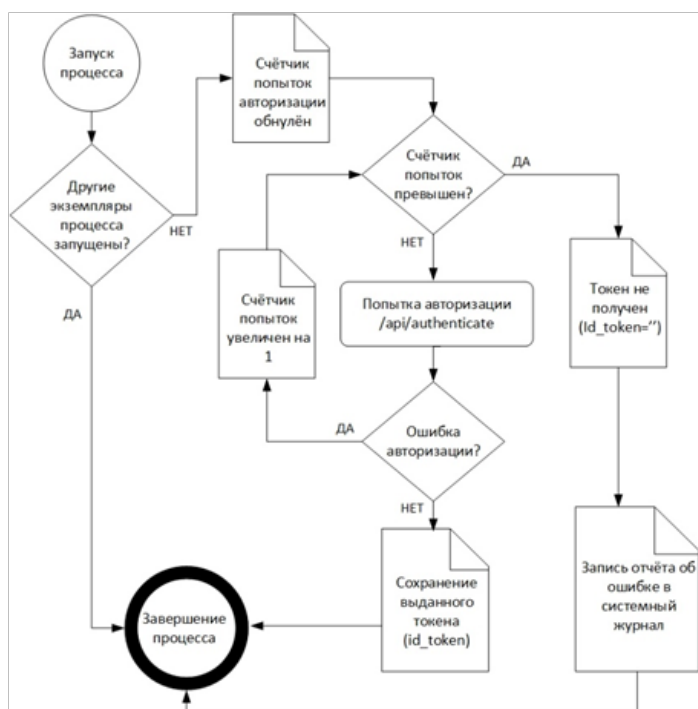 Запуск
процесса
Счётчик
попыток
авторизации
обнулён
Другие
экземпляры
процесса
запущены?
НЕТ
ДА
Счётчик
попыток
превышен?
ДА
НЕТ
Счётчик
попыток
увеличен на
1
Попытка авторизации
/api/authenticate
Токен не
получен
(Id_token=‘’)
Ошибка
авторизации?
ДА
НЕТ
Сохранение
выданного
токена
(id_token)
Запись отчёта об
ошибке в
системный
журнал
Завершение
процесса